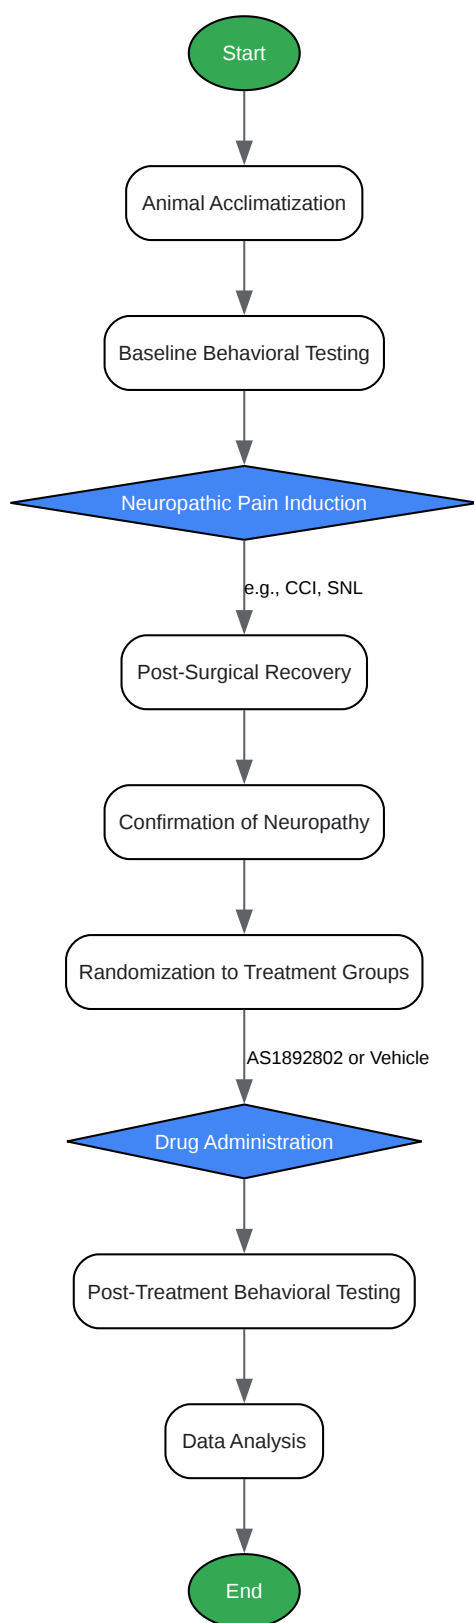 Start
Animal Acclimatization
Baseline Behavioral Testing
Neuropathic Pain Induction
e.g., CCI, SNL
Post-Surgical Recovery
Confirmation of Neuropathy
Randomization to Treatment Groups
AS1892802 or Vehicle
Drug Administration
Post-Treatment Behavioral Testing
Data Analysis
End